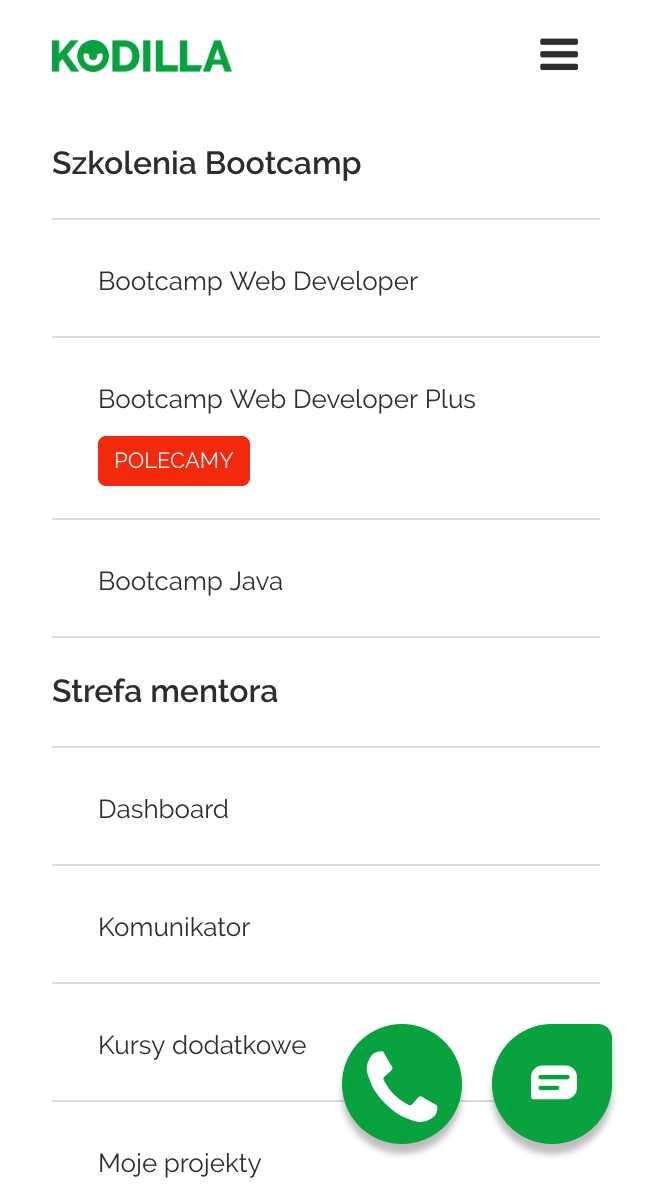 KODILLA
Szkolenia Bootcamp
Bootcamp Web Developer
Bootcamp Web Developer Plus
POLECAMY
Bootcamp Java
Strefa mentora
Dashboard
Komunikator
Kursy dodatkowe
Moje projekty